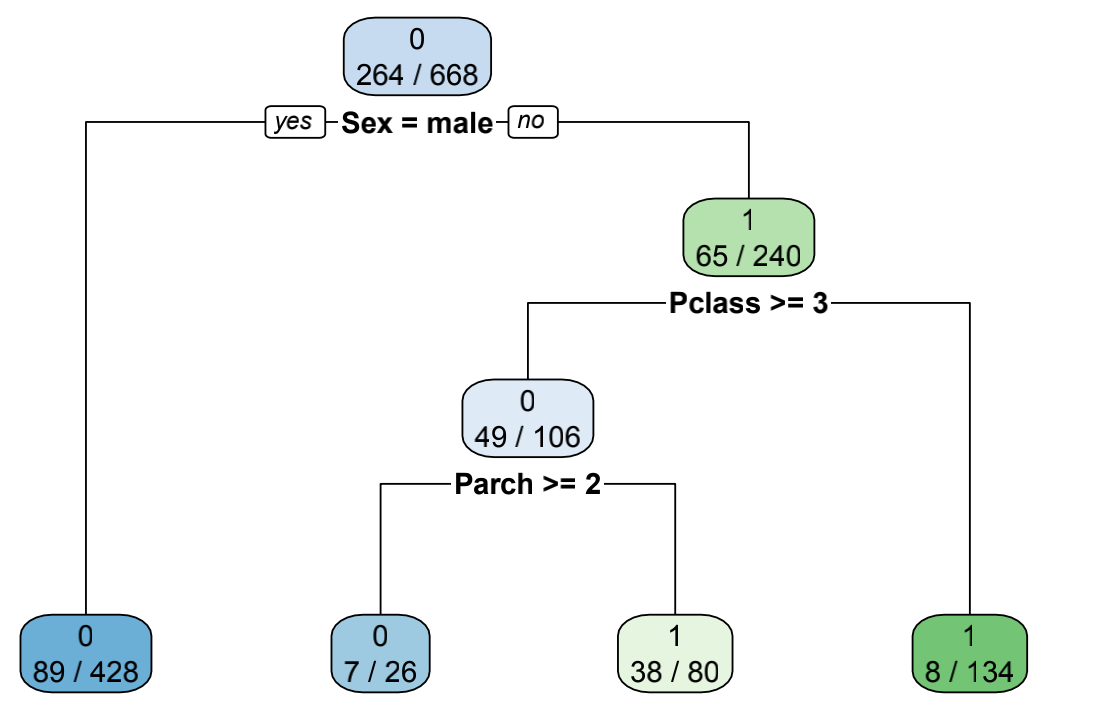 0
264 / 668
yes Sex = male no
1
65 / 240
Pclass >= 3
0
49 / 106
Parch >= 2
0
89 / 428
0
7 / 26
1
38 / 80
1
8 / 134